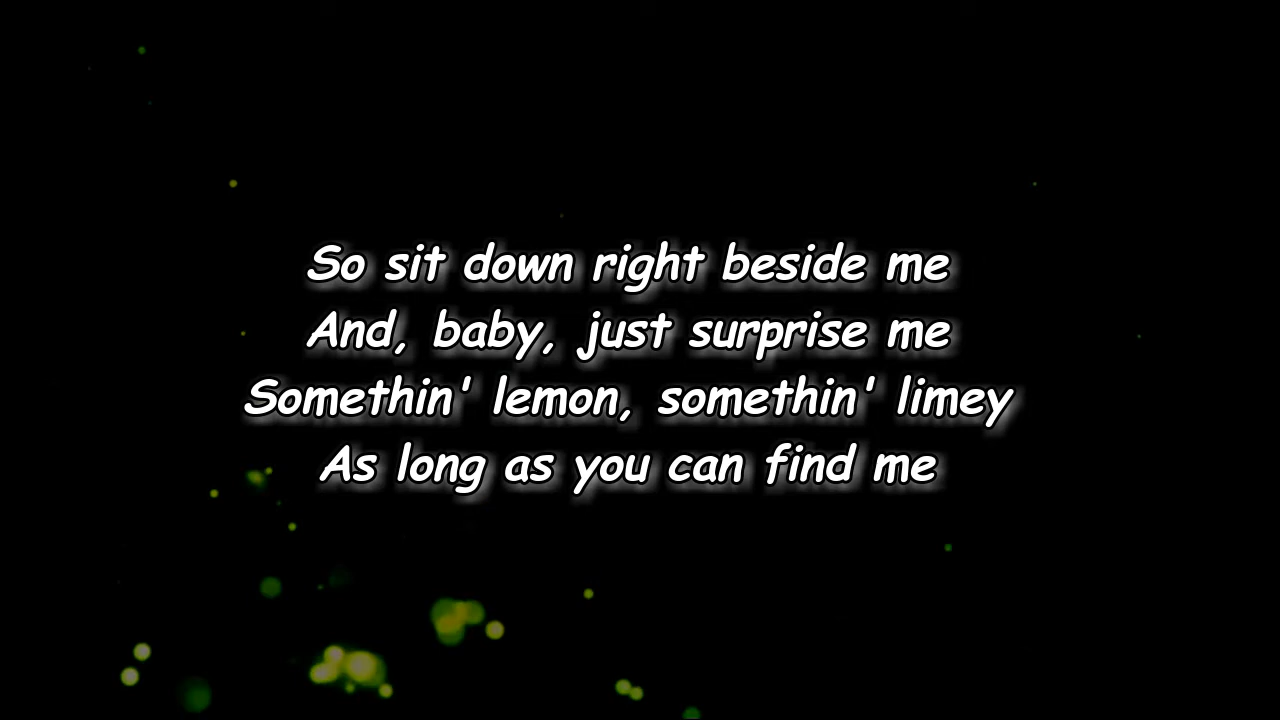 So sit down right beside me
And, baby, just surprise me
Somethin' lemon, somethin' limey
As long as you can find me